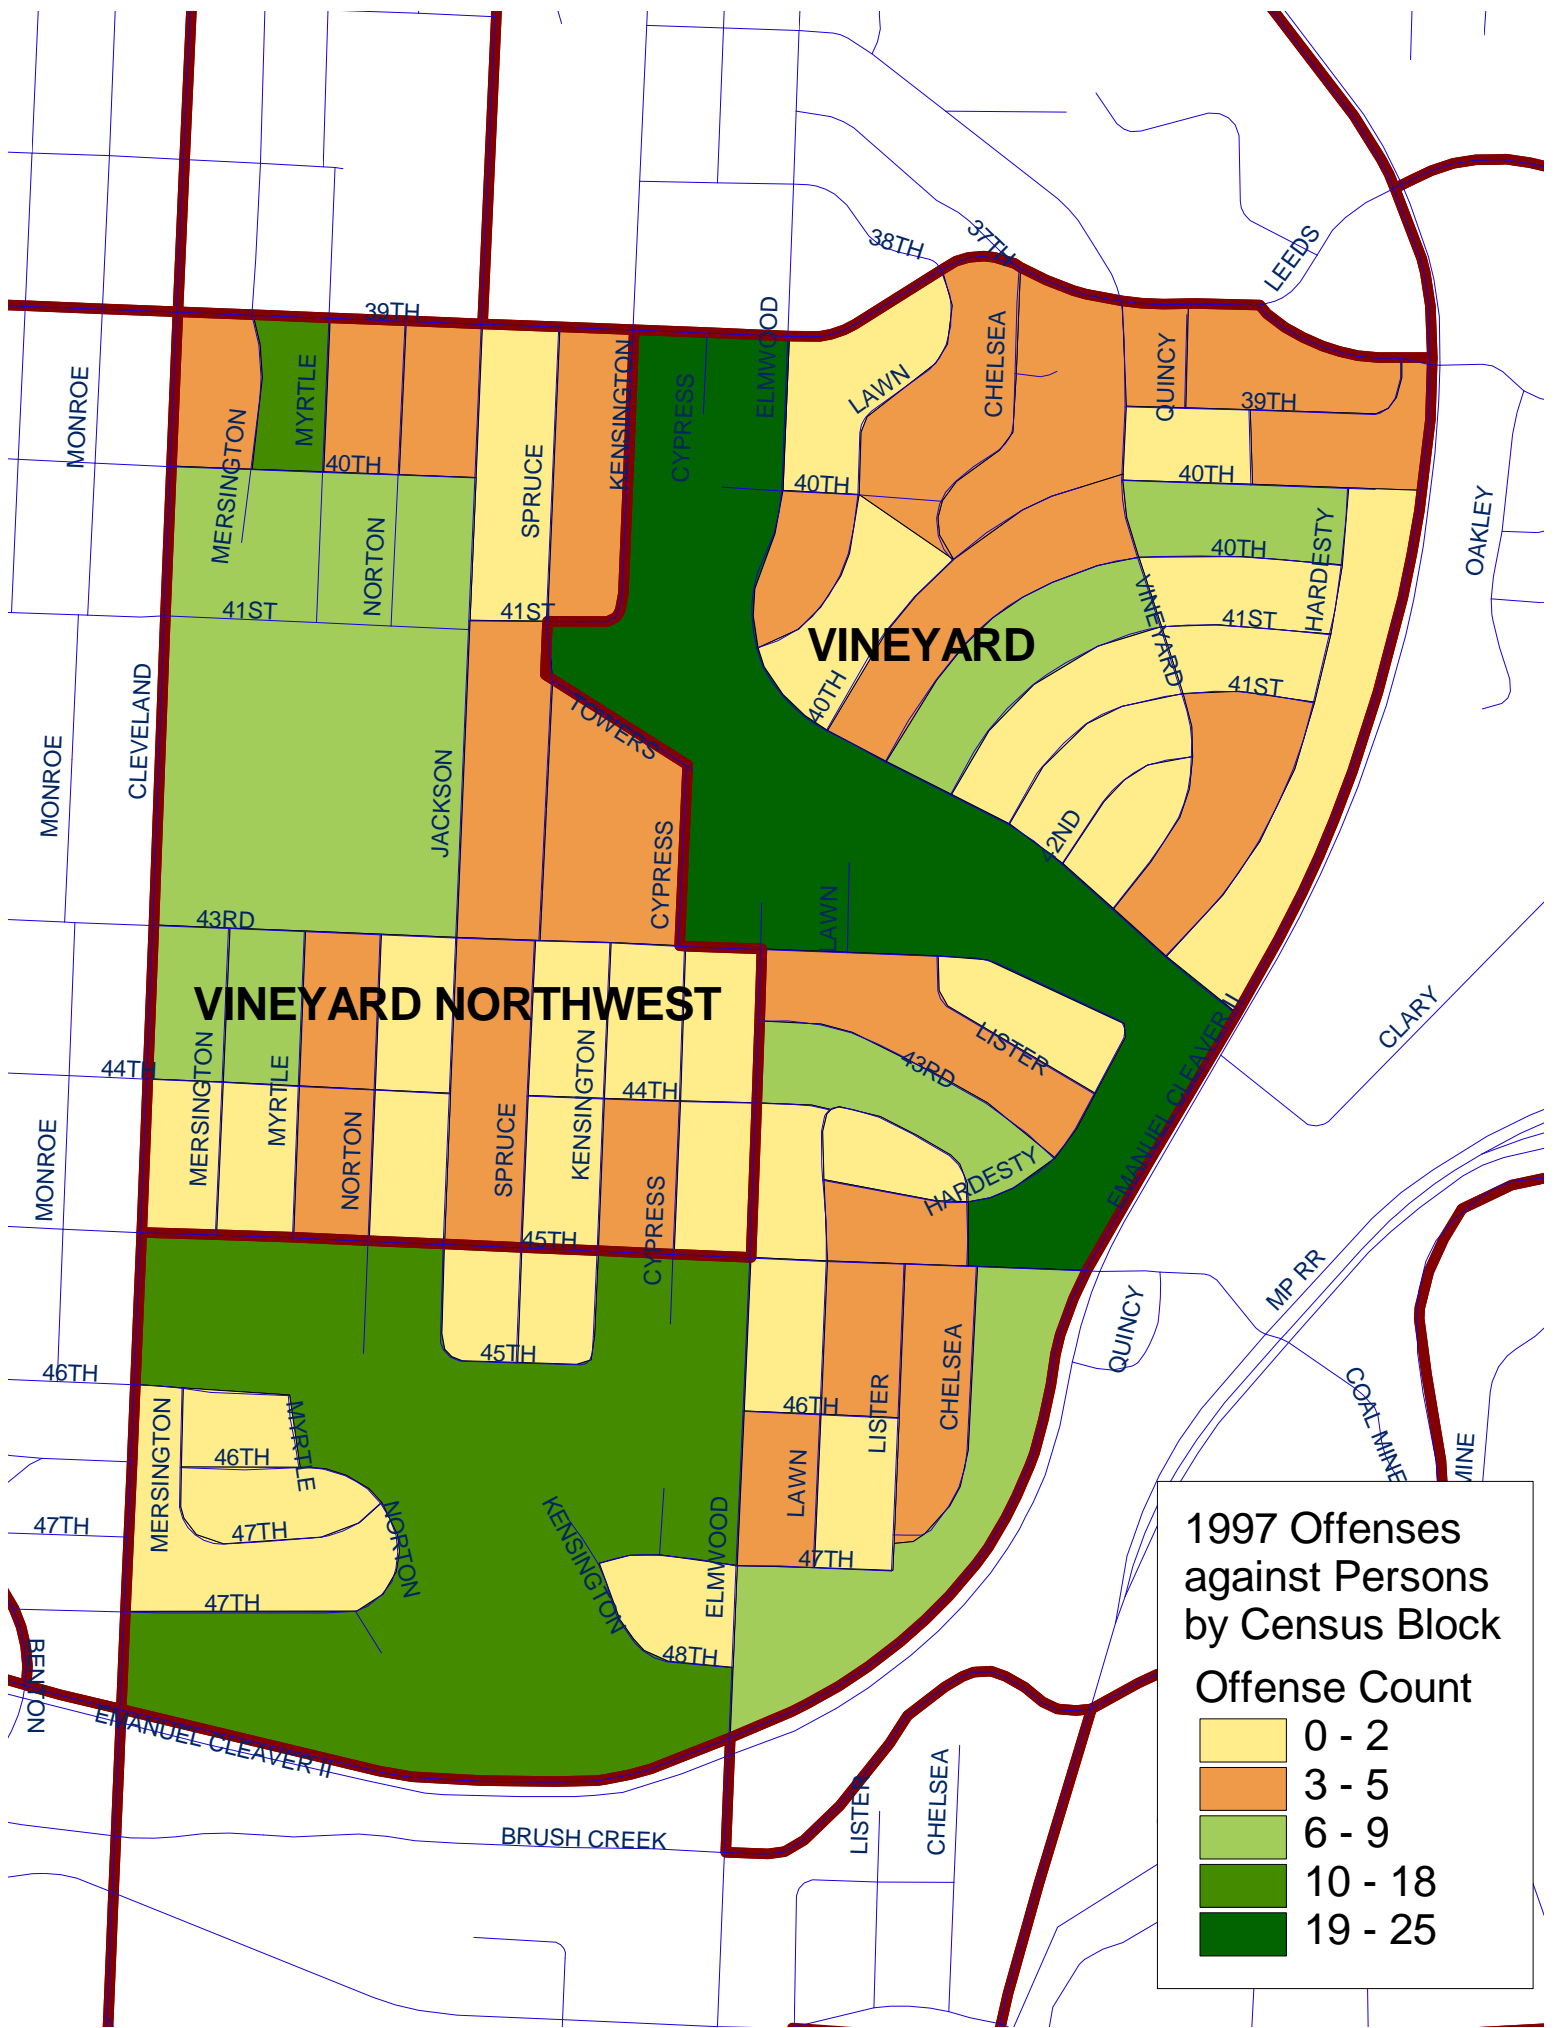 38TH
37TH
LEEDS
39TH
ELMWOOD
KENSINGTON
CHELSEA
QUINCY
MYRTLE
MONROE
LAWN
CYPRESS
39TH
MERSINGTON
40TH
SPRUCE
40TH
40TH
OAKLEY
NORTON
40TH
HARDESTY
41ST
41ST
VINEYARD
41ST
VINEYARD
40TH
41ST
CLEVELAND
TOWERS
MONROE
JACKSON
42ND
CYPRESS
LAWN
43RD
VINEYARD NORTHWEST
LISTER
CLARY
EMANUEL CLEAVER II
44TH
MERSINGTON
MYRTLE
KENSINGTON
44TH
43RD
MONROE
NORTON
SPRUCE
CYPRESS
HARDESTY
45TH
MP RR
QUINCY
46TH
45TH
CHELSEA
LISTER
46TH
COAL MINE
MINE
MERSINGTON
MYRTLE
46TH
LAWN
47TH
47TH
NORTON
KENSINGTON
ELMWOOD
47TH
47TH
48TH
BENTON
EMANUEL CLEAVER II
LISTER
CHELSEA
BRUSH CREEK
1997 Offenses
against Persons
by Census Block
Offense Count
0 - 2
3 - 5
6 - 9
10 - 18
19 - 25